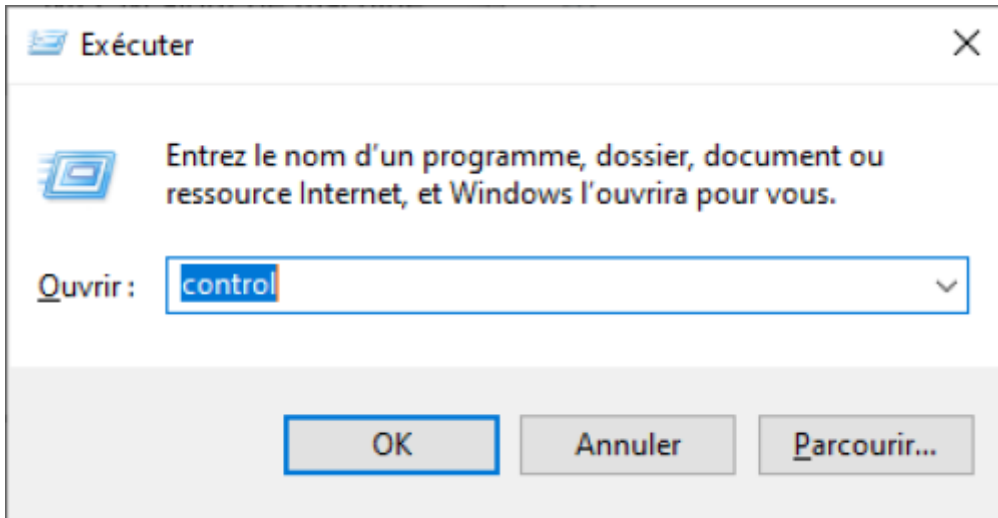 Exécuter
Entrez le nom d'un programme, dossier, document ou
ressource Internet, et Windows l'ouvrira pour vous.
Ouvrir :
control
OK
Annuler
Parcourir...